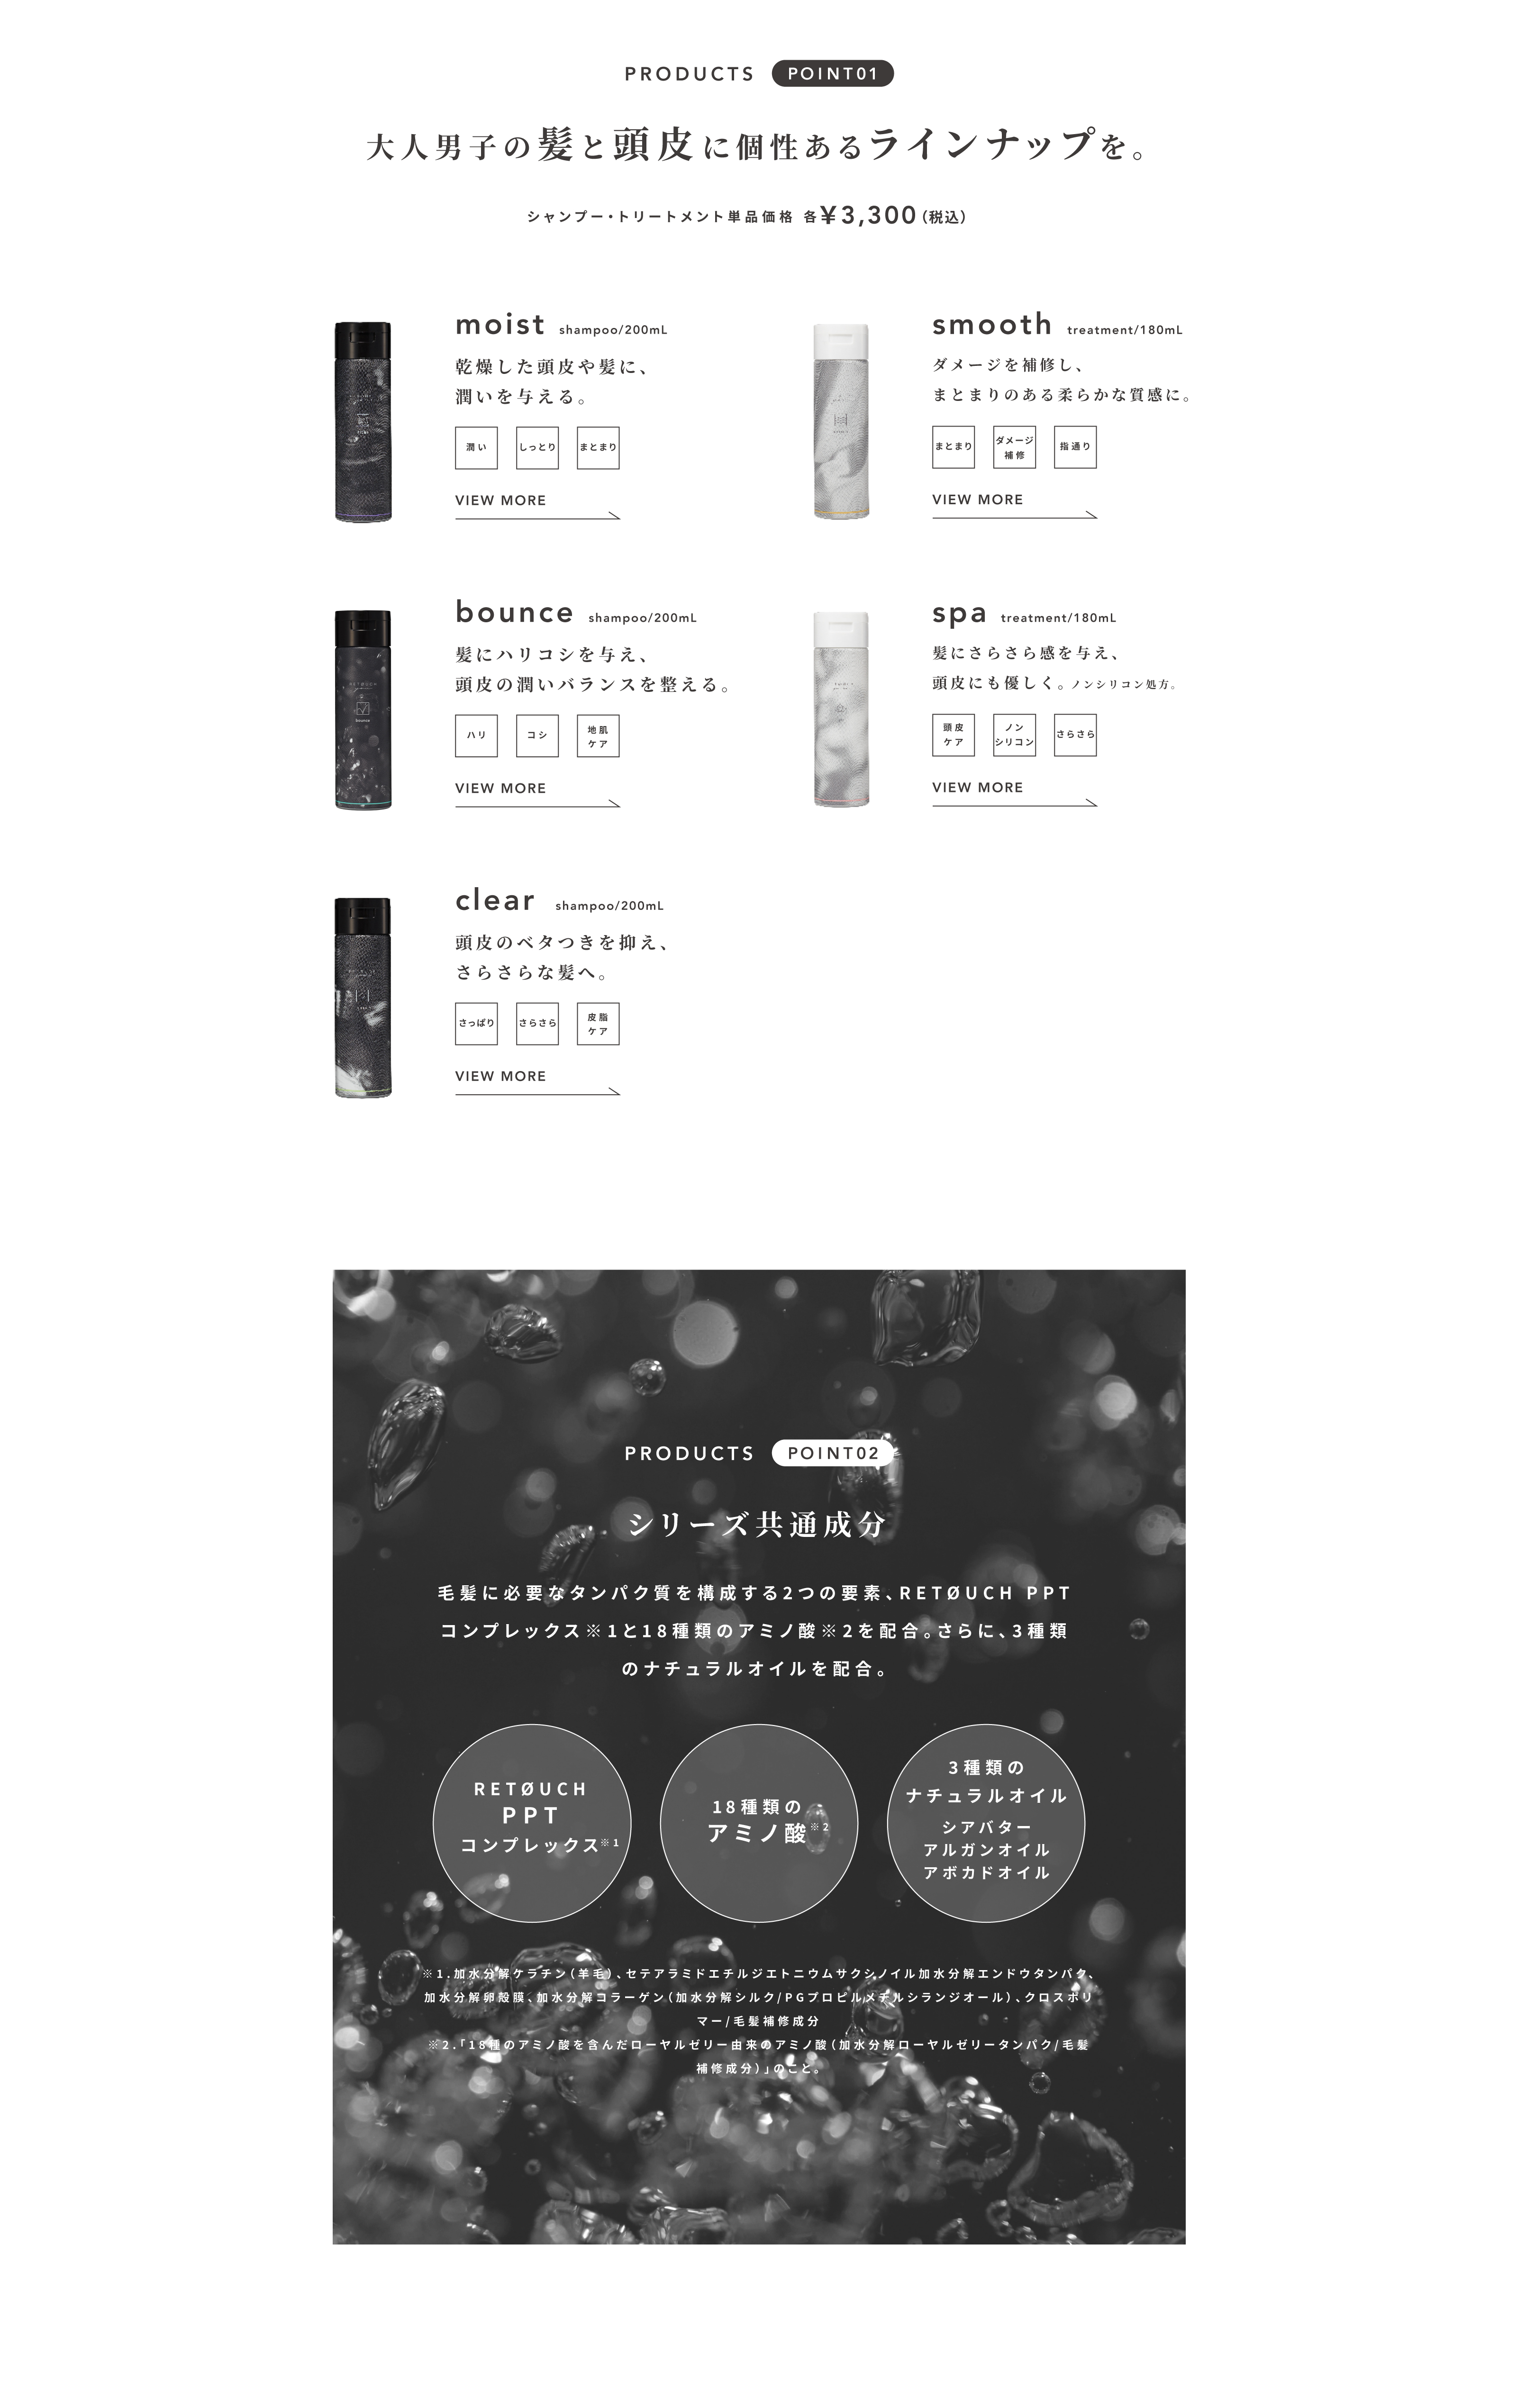 PRODUCTS POINT01
大人男子の髪と頭皮に個性あるラインナップを。
シャンプー・トリートメント単品価格 各¥3,300(税込)
moist shampoo/200mL
乾燥した頭皮や髪に、
潤いを与える。
潤い しっとり まとまり
VIEW MORE
smooth treatment/180mL
ダメージを補修し、
まとまりのある柔らかな質感に。
まとまり ダメージ補修 指通り
VIEW MORE
RETØUCH
bounce
bounce shampoo/200mL
髪にハリコシを与え、
頭皮の潤いバランスを整える。
ハリ コシ 地肌ケア
VIEW MORE
spa treatment/180mL
髪にさらさら感を与え、
頭皮にも優しく。ノンシリコン処方。
頭皮ケア ノンシリコン さらさら
VIEW MORE
clear shampoo/200mL
頭皮のベタつきを抑え、
さらさらな髪へ。
さっぱり さらさら 皮脂ケア
VIEW MORE
PRODUCTS POINT02
シリーズ共通成分
毛髪に必要なタンパク質を構成する2つの要素、RETØUCH PPT
コンプレックス※1と18種類のアミノ酸※2を配合。さらに、3種類
のナチュラルオイルを配合。
RETØUCH
PPT
コンプレックス※1
18種類の
アミノ酸※2
3種類の
ナチュラルオイル
シアバター
アルガンオイル
アボカドオイル
※1.加水分解ケラチン(羊毛)、セテアラミドエチルジエトニウムサクシノイル加水分解エンドウタンパク、
加水分解卵殻膜、加水分解コラーゲン(加水分解シルク/PGプロピルメチルシランジオール)、クロスポリ
マー/毛髪補修成分
※2.「18種のアミノ酸を含んだローヤルゼリー由来のアミノ酸(加水分解ローヤルゼリータンパク/毛髪
補修成分)」のこと。